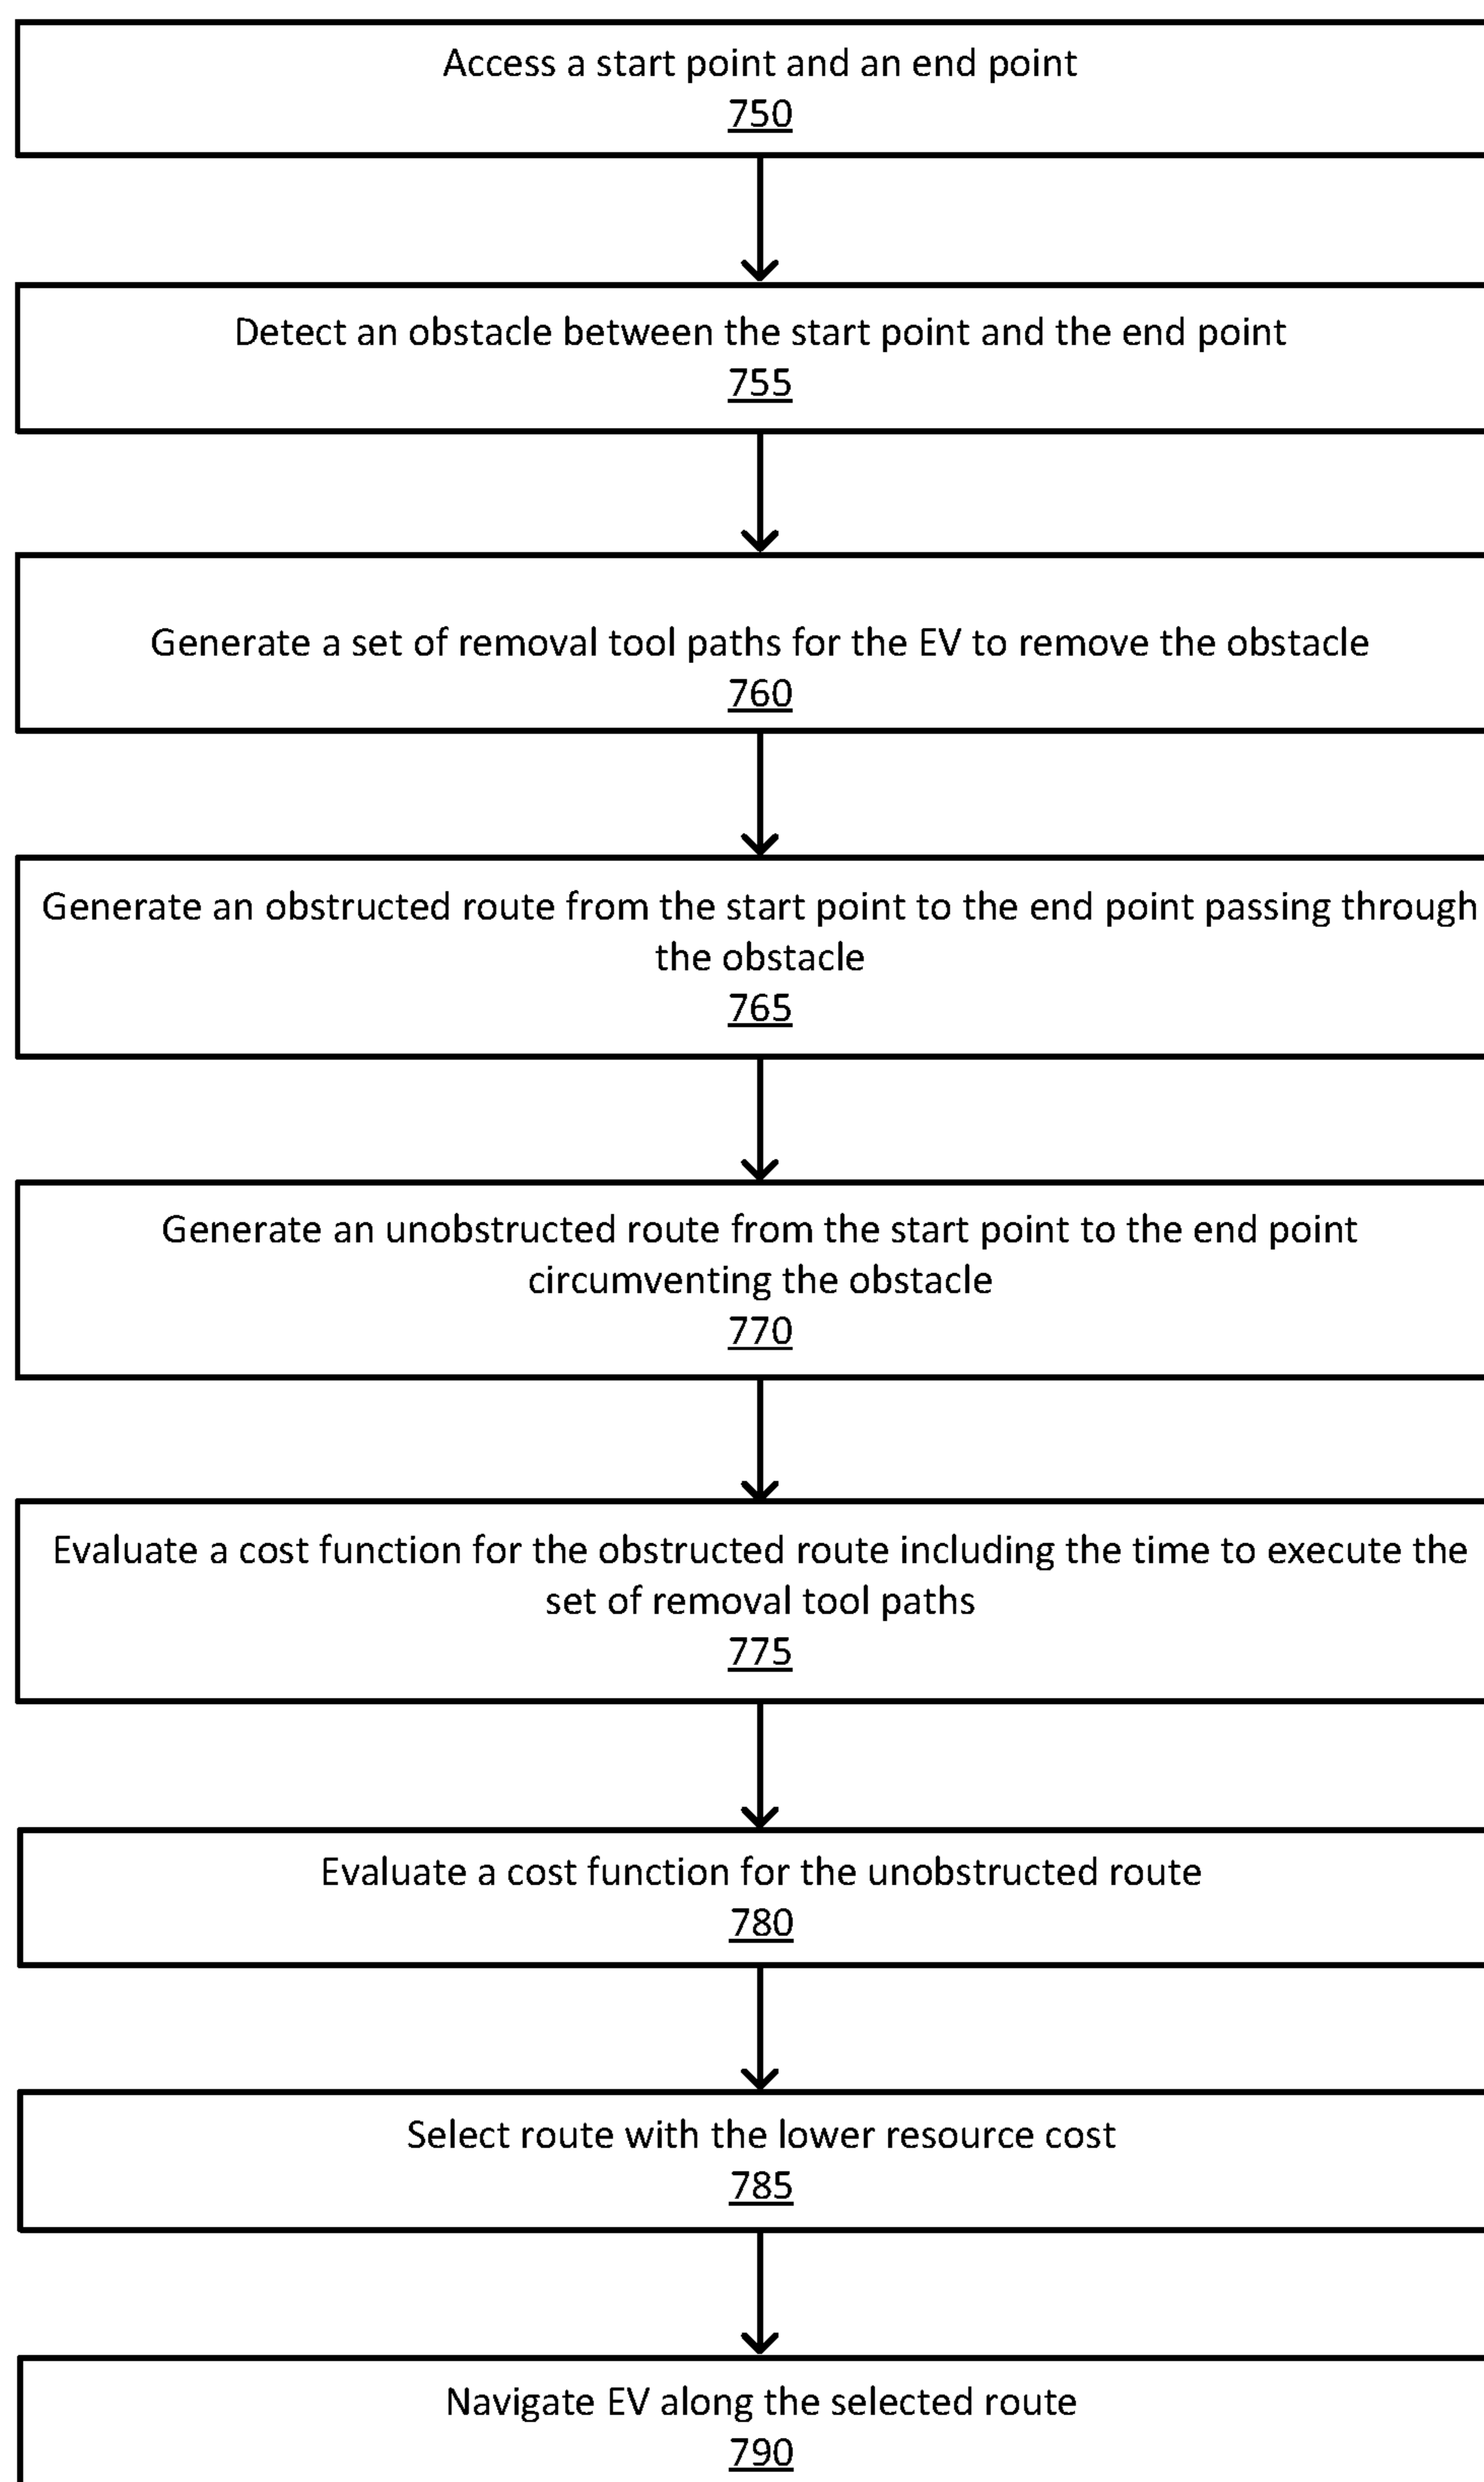 Access a start point and an end point
750
Detect an obstacle between the start point and the end point
755
Generate a set of removal tool paths for the EV to remove the obstacle
760
Generate an obstructed route from the start point to the end point passing through
the obstacle
765
Generate an unobstructed route from the start point to the end point
circumventing the obstacle
770
Evaluate a cost function for the obstructed route including the time to execute the
set of removal tool paths
775
Evaluate a cost function for the unobstructed route
780
Select route with the lower resource cost
785
Navigate EV along the selected route
790